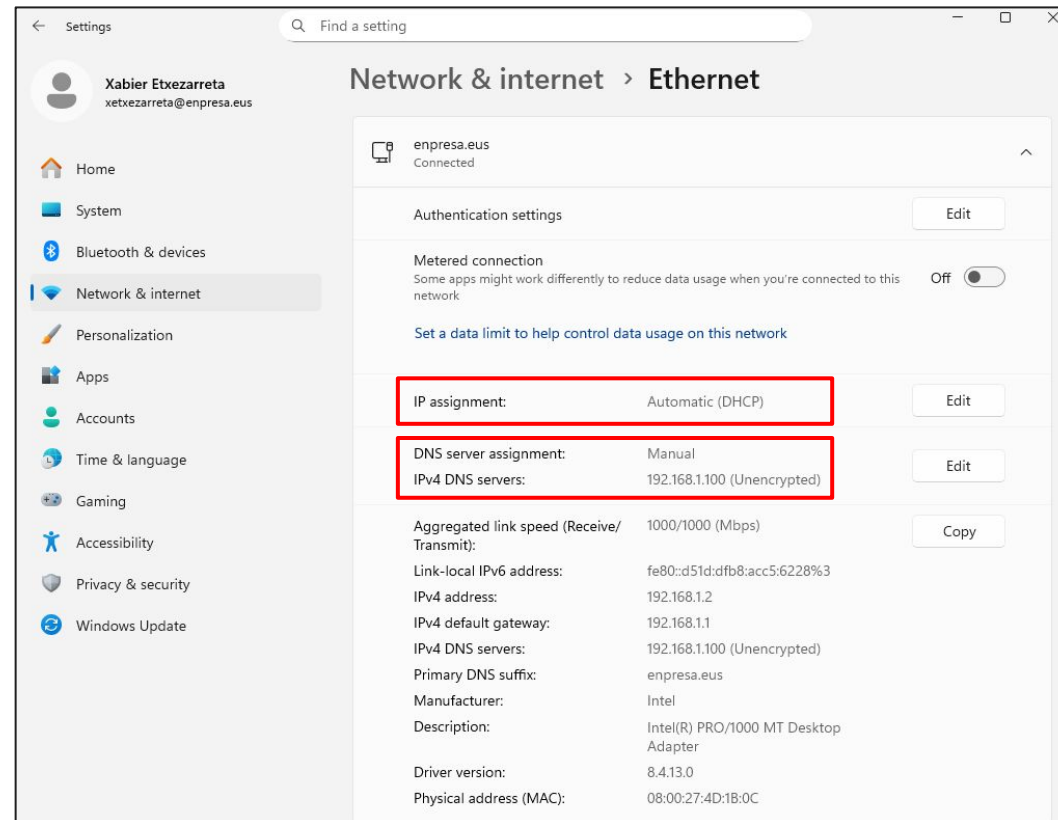 Settings
Find a setting
Xabier Etxezarreta
xetxezarreta@enpresa.eus
Home
System
Bluetooth & devices
Network & internet
Personalization
Apps
Accounts
Time & language
Gaming
Accessibility
Privacy & security
Windows Update
Network & internet › Ethernet
enpresa.eus
Connected
Authentication settings Edit
Metered connection
Some apps might work differently to reduce data usage when you're connected to this
network
Off
Set a data limit to help control data usage on this network
IP assignment: Automatic (DHCP) Edit
DNS server assignment: Manual
IPv4 DNS servers: 192.168.1.100 (Unencrypted)
Edit
Aggregated link speed (Receive/ 1000/1000 (Mbps) Copy
Transmit):
Link-local IPv6 address: fe80::d51d:dfb8:acc5:6228%3
IPv4 address: 192.168.1.2
IPv4 default gateway: 192.168.1.1
IPv4 DNS servers: 192.168.1.100 (Unencrypted)
Primary DNS suffix: enpresa.eus
Manufacturer: Intel
Description: Intel(R) PRO/1000 MT Desktop
Adapter
Driver version: 8.4.13.0
Physical address (MAC): 08:00:27:4D:1B:0C